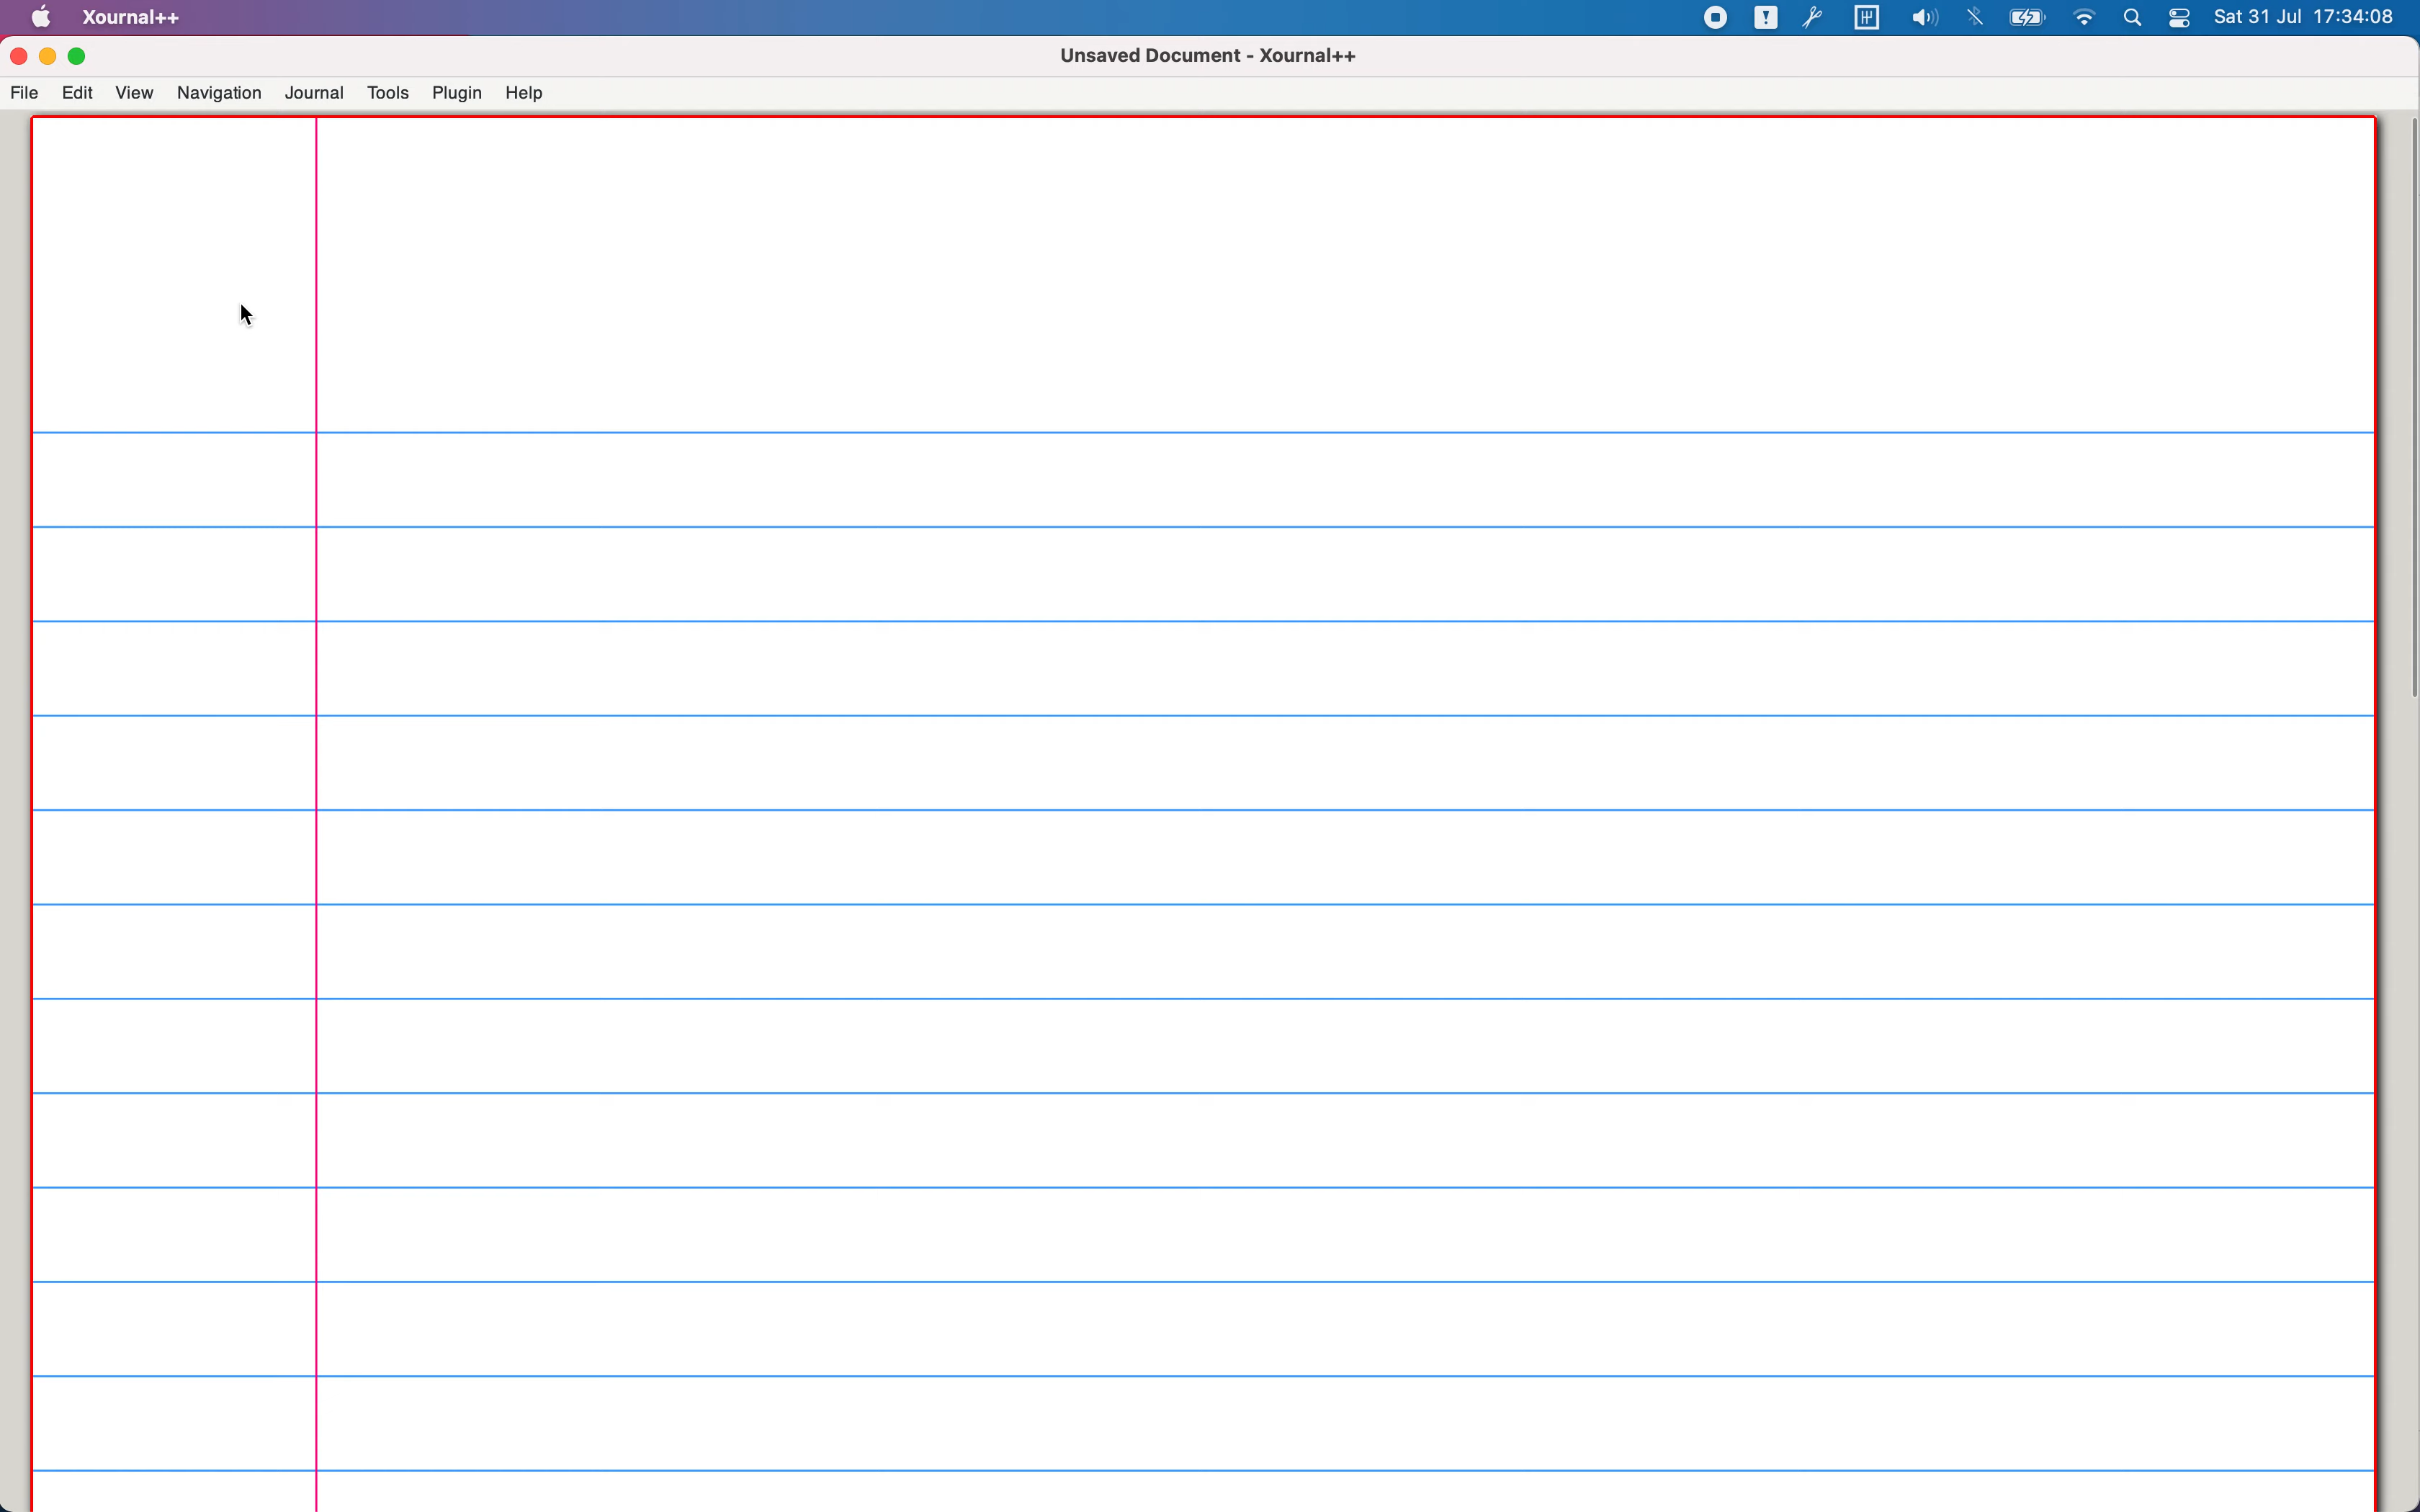 Xournal++
Sat 31 Jul 17:34:08
Unsaved Document - Xournal++
File Edit View Navigation Journal Tools Plugin Help